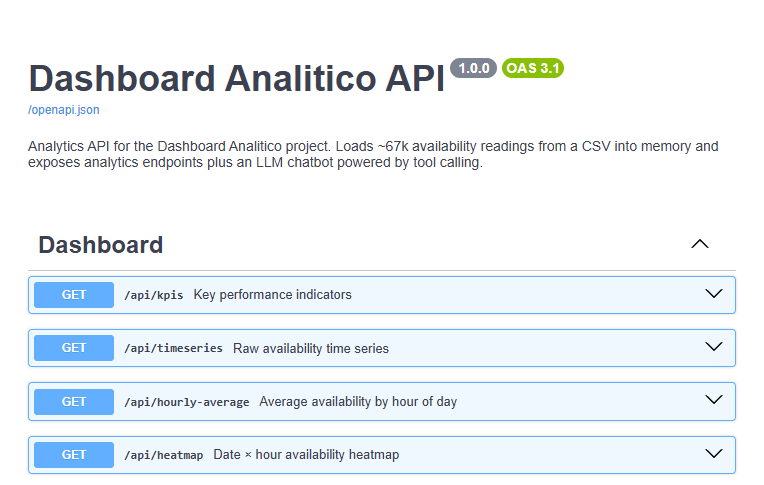 Dashboard Analitico API 1.0.0 OAS 3.1
/openapi.json
Analytics API for the Dashboard Analitico project. Loads ~67k availability readings from a CSV into memory and
exposes analytics endpoints plus an LLM chatbot powered by tool calling.
Dashboard
GET /api/kpis Key performance indicators
GET /api/timeseries Raw availability time series
GET /api/hourly-average Average availability by hour of day
GET /api/heatmap Date × hour availability heatmap